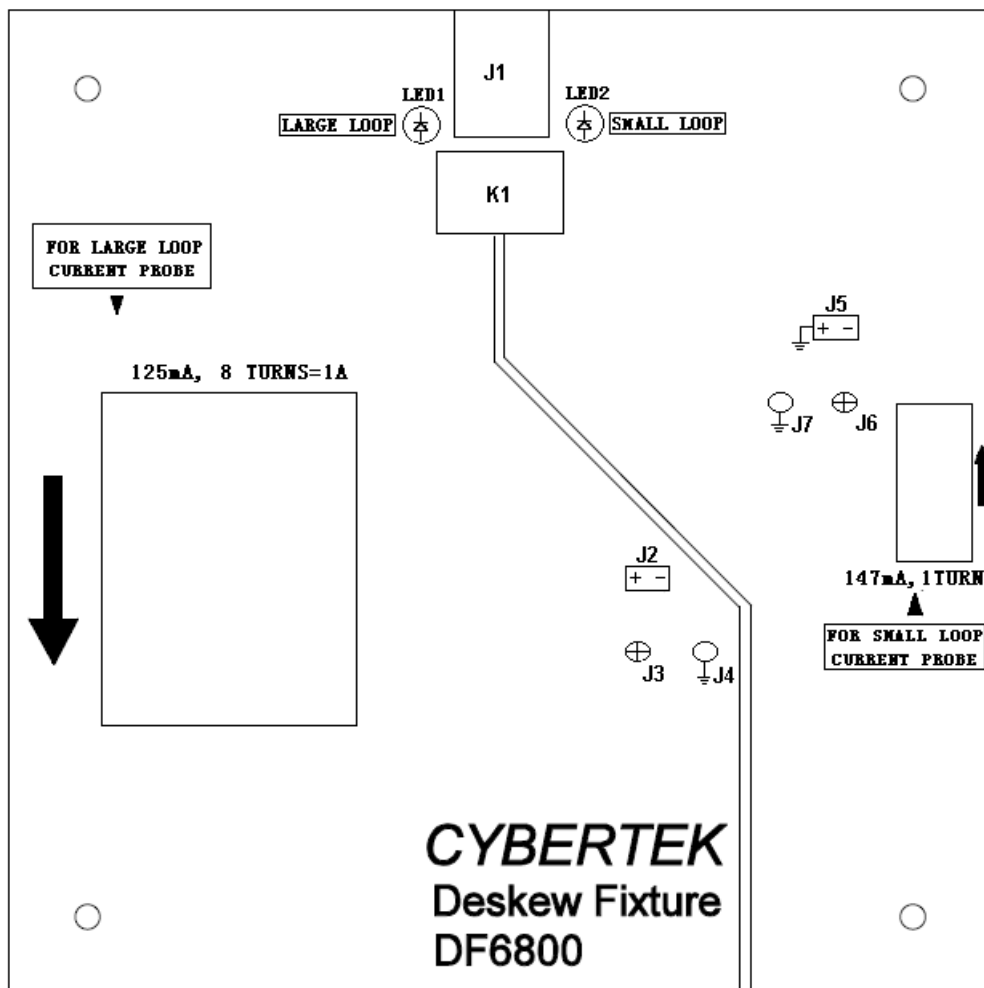 J1
LED1
LED2
LARGE LOOP
SMALL LOOP
K1
FOR LARGE LOOP
CURRENT PROBE
J5
+ -
125mA, 8 TURNS=1A
J7
J6
J2
+ -
147mA, 1TURN
FOR SMALL LOOP
CURRENT PROBE
J3
J4
CYBERTEK
Deskew Fixture
DF6800